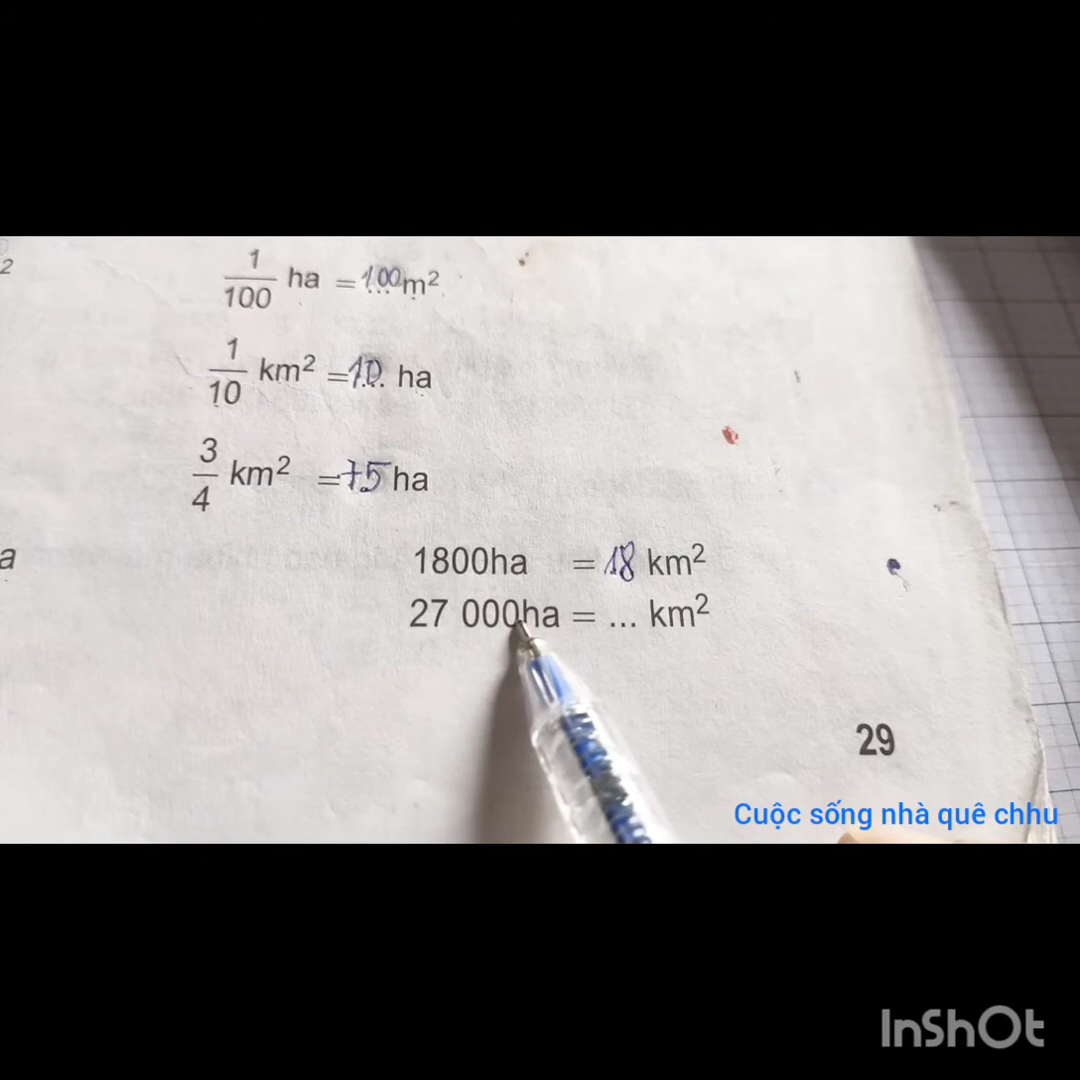 2
1/100 ha = 100 m²
1/10 km² = 10 ha
3/4 km² = 75 ha
a
1800ha = 18 km²
27 000ha = ... km²
29
Cuộc sống nhà quê chhu
InShOt